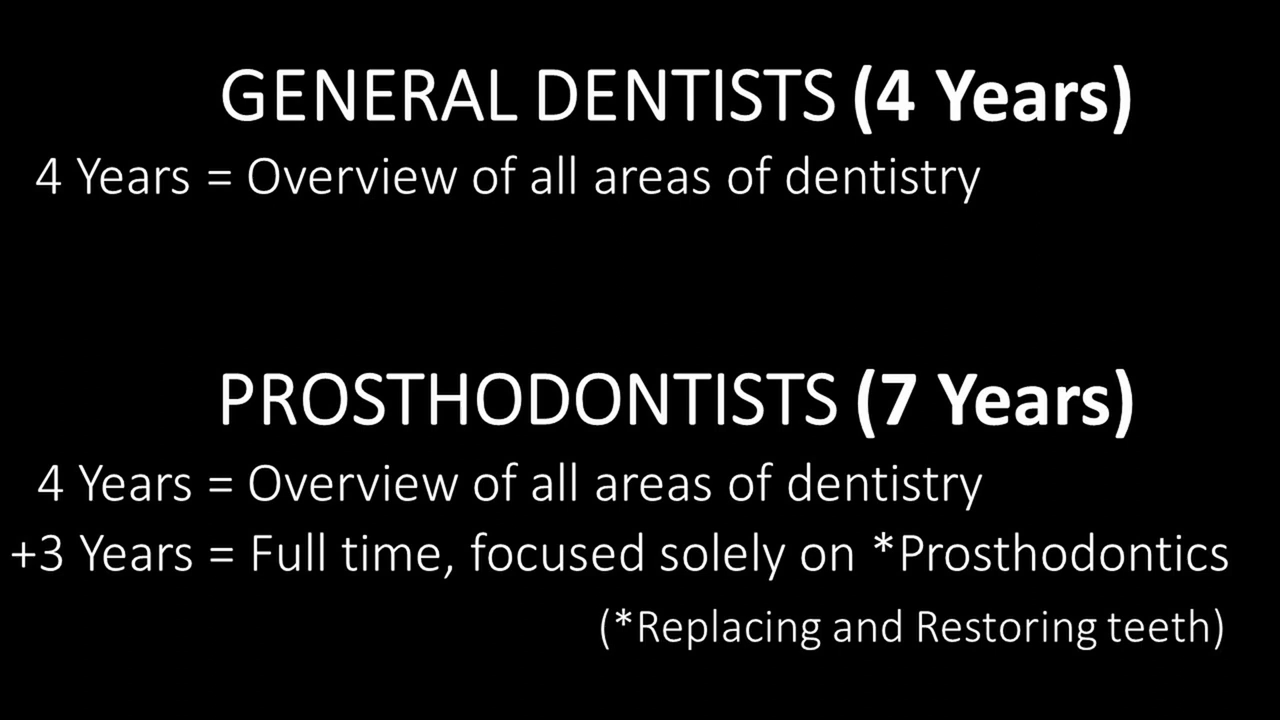 GENERAL DENTISTS (4 Years)
4 Years = Overview of all areas of dentistry
PROSTHODONTISTS (7 Years)
4 Years = Overview of all areas of dentistry
+3 Years = Full time, focused solely on *Prosthodontics
(*Replacing and Restoring teeth)